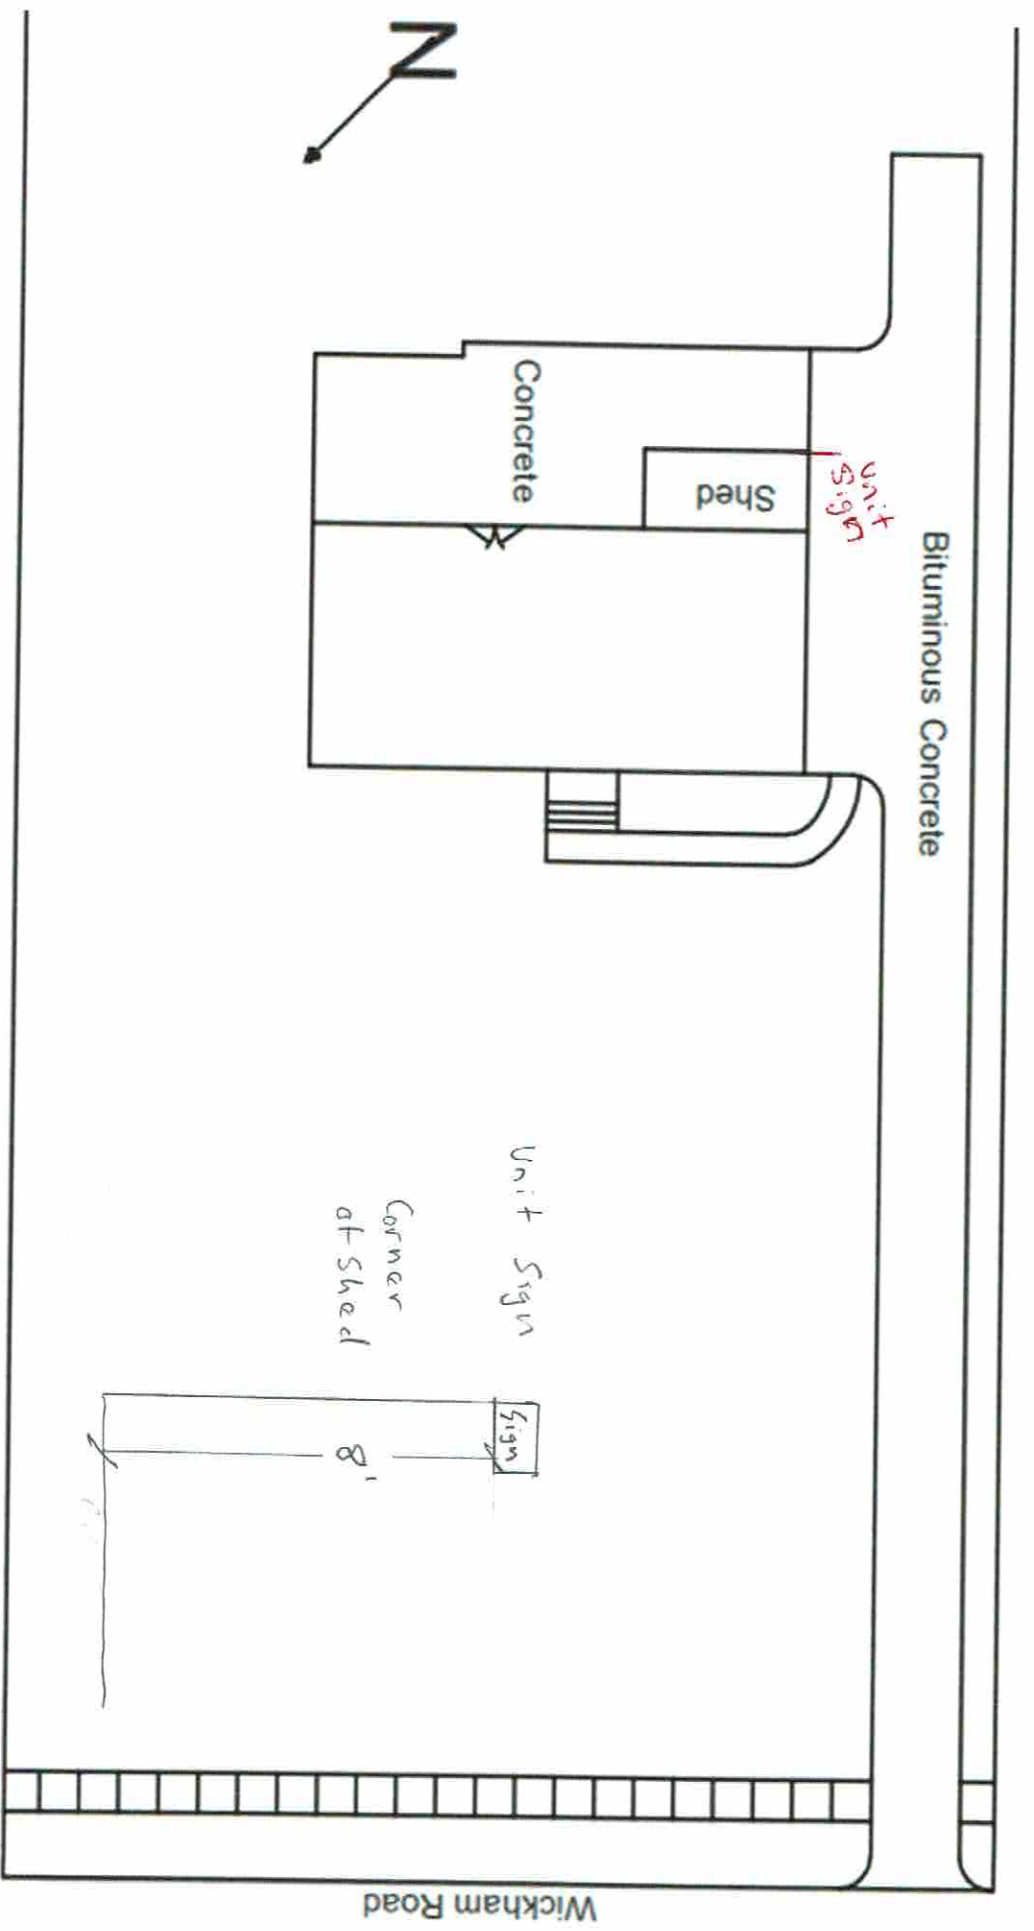 N
Concrete
Shed
Unit
Sign
Bituminous Concrete
Unit Sign
Corner
at shed
Sign
8'
Wickham Road